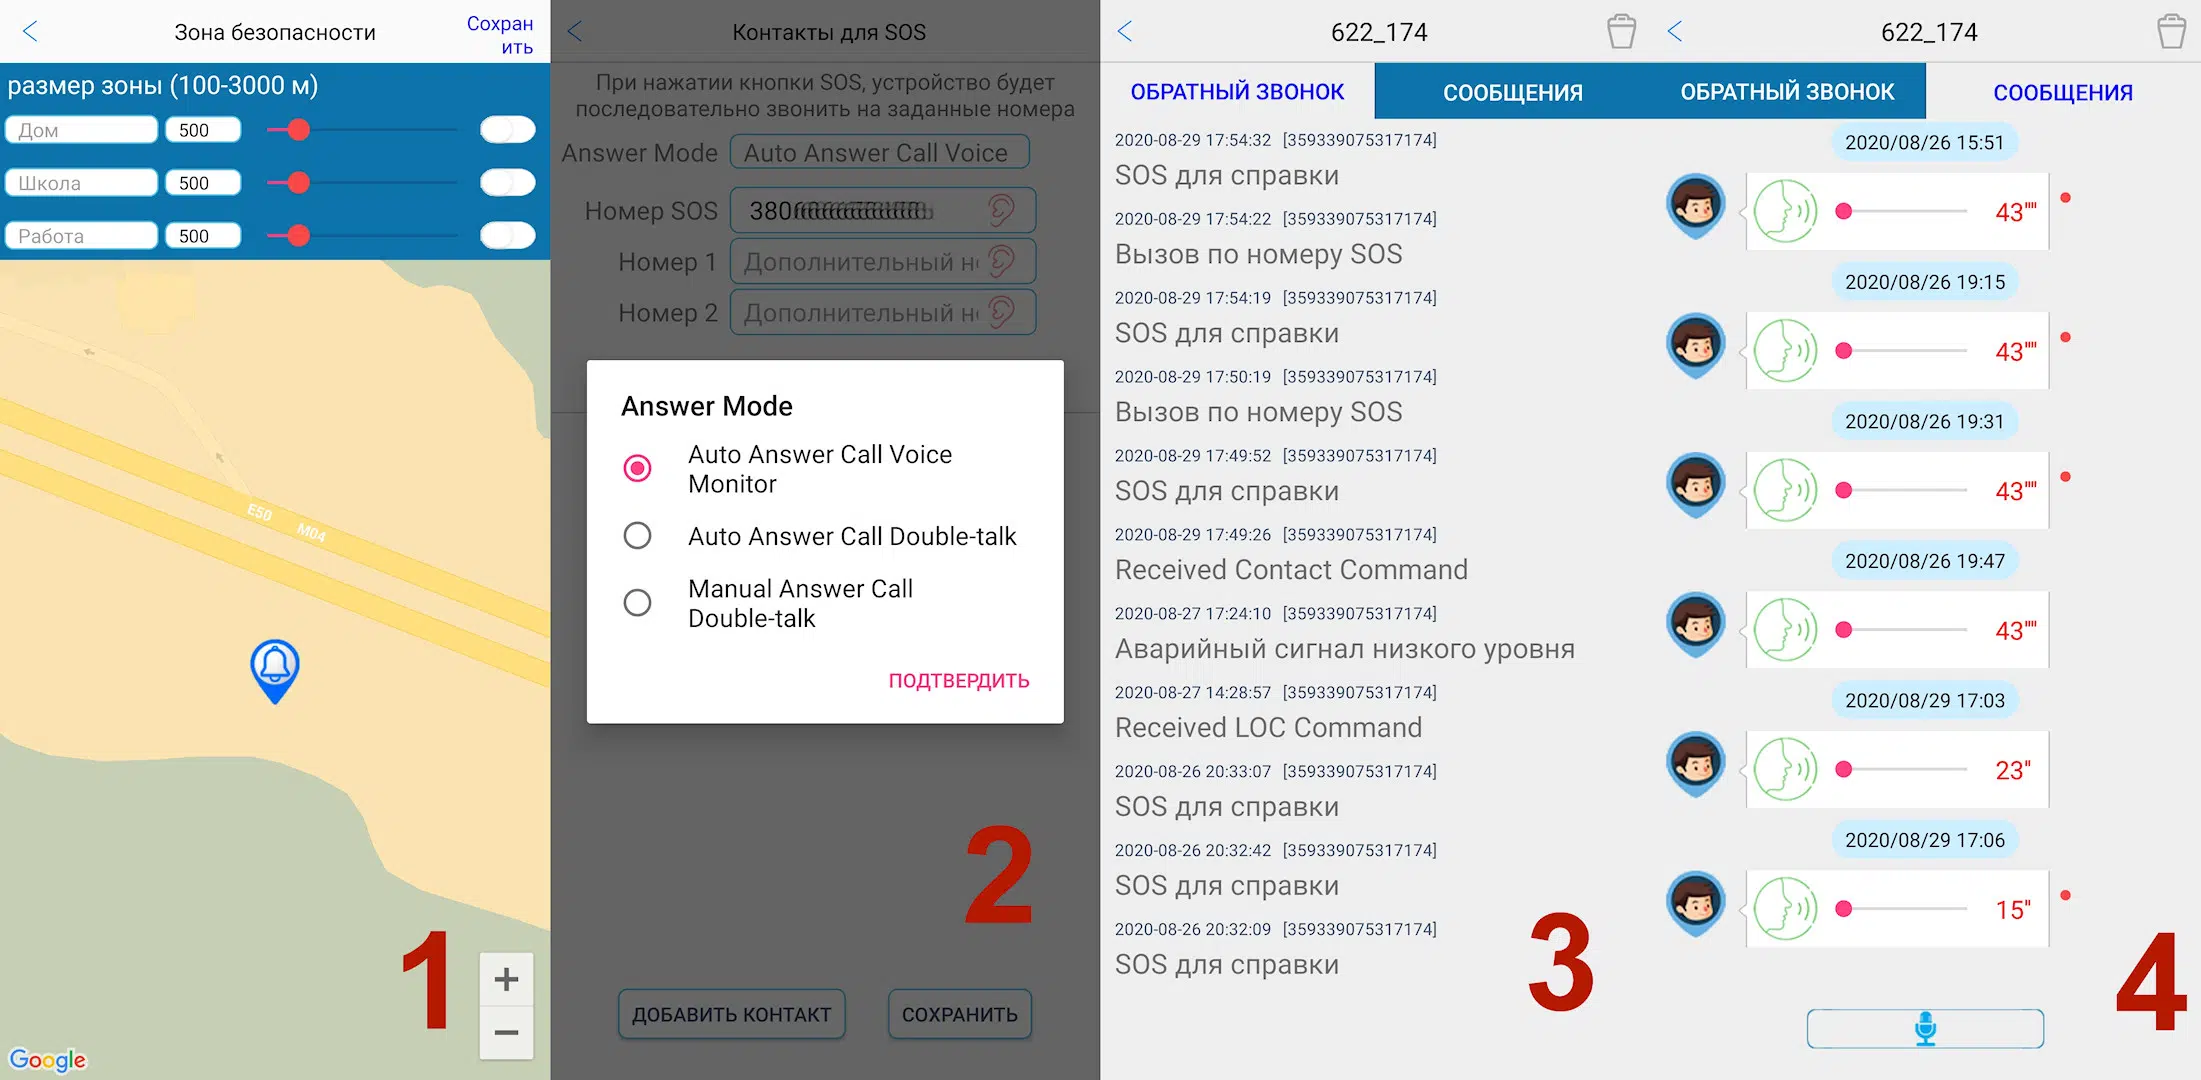 Зона безопасности
Сохран
ить
размер зоны (100-3000 м)
Дом 500
Школа 500
Работа 500
E50 M04
1
Google
Контакты для SOS
При нажатии кнопки SOS, устройство будет
последовательно звонить на заданные номера
Answer Mode Auto Answer Call Voice
Номер SOS 380
Номер 1 Дополнительный
Номер 2 Дополнительный
Answer Mode
Auto Answer Call Voice
Monitor
Auto Answer Call Double-talk
Manual Answer Call
Double-talk
ПОДТВЕРДИТЬ
2
ДОБАВИТЬ КОНТАКТ СОХРАНИТЬ
622_174
ОБРАТНЫЙ ЗВОНОК СООБЩЕНИЯ
2020-08-29 17:54:32 [359339075317174]
SOS для справки
2020-08-29 17:54:22 [359339075317174]
Вызов по номеру SOS
2020-08-29 17:54:19 [359339075317174]
SOS для справки
2020-08-29 17:50:19 [359339075317174]
Вызов по номеру SOS
2020-08-29 17:49:52 [359339075317174]
SOS для справки
2020-08-29 17:49:26 [359339075317174]
Received Contact Command
2020-08-27 17:24:10 [359339075317174]
Аварийный сигнал низкого уровня
2020-08-27 14:28:57 [359339075317174]
Received LOC Command
2020-08-26 20:33:07 [359339075317174]
SOS для справки
2020-08-26 20:32:42 [359339075317174]
SOS для справки
2020-08-26 20:32:09 [359339075317174]
SOS для справки
3
622_174
ОБРАТНЫЙ ЗВОНОК СООБЩЕНИЯ
2020/08/26 15:51
43""
2020/08/26 19:15
43""
2020/08/26 19:31
43""
2020/08/26 19:47
43""
2020/08/29 17:03
23"
2020/08/29 17:06
15"
4